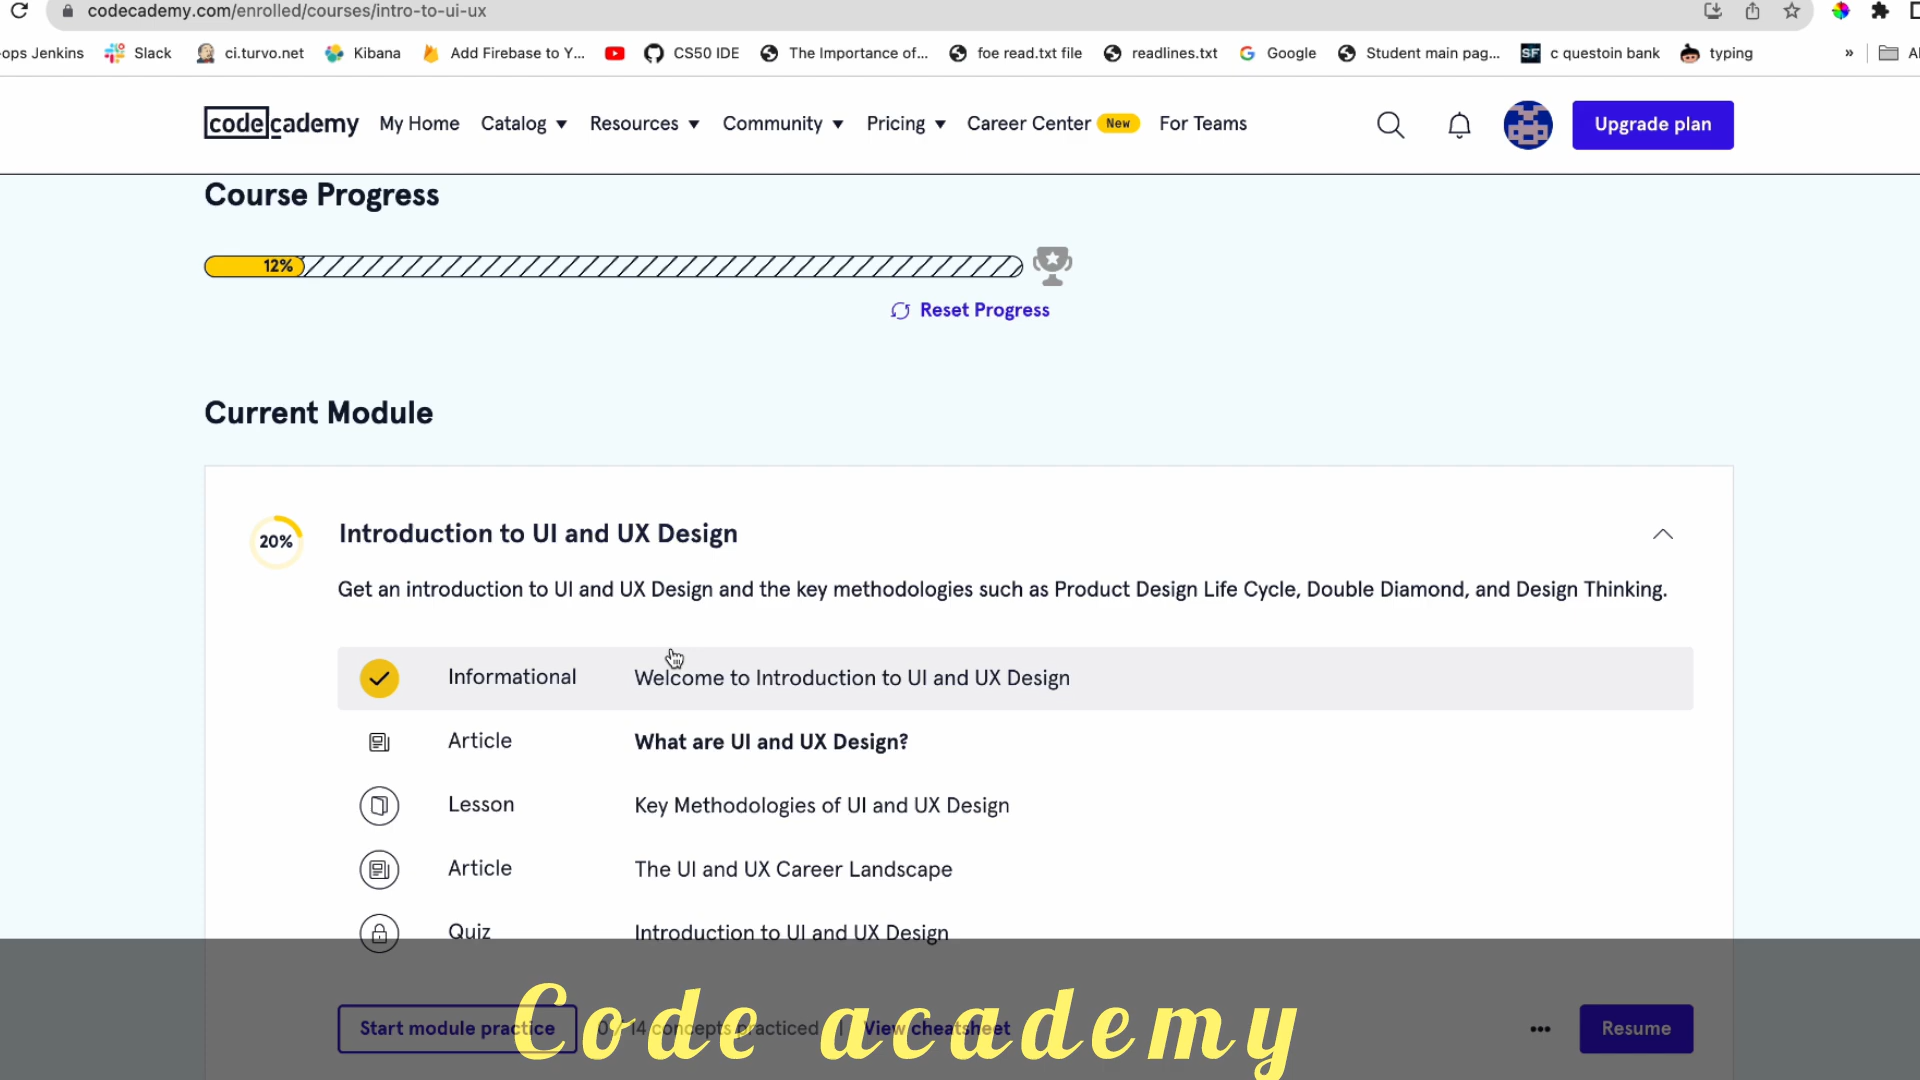 codecademy.com/enrolled/courses/intro-to-ui-ux
-ops Jenkins Slack ci.turvo.net Kibana Add Firebase to Y... CS50 IDE The Importance of... foe read.txt file readlines.txt Google Student main pag... SF c questoin bank typing »
codecademy My Home Catalog Resources Community Pricing Career Center New For Teams Upgrade plan
Course Progress
12%
Reset Progress
Current Module
20% Introduction to UI and UX Design
Get an introduction to UI and UX Design and the key methodologies such as Product Design Life Cycle, Double Diamond, and Design Thinking.
Informational Welcome to Introduction to UI and UX Design
Article What are UI and UX Design?
Lesson Key Methodologies of UI and UX Design
Article The UI and UX Career Landscape
Quiz Introduction to UI and UX Design
Start module practice 14 concepts practiced | View cheatsheet ••• Resume
Code academy